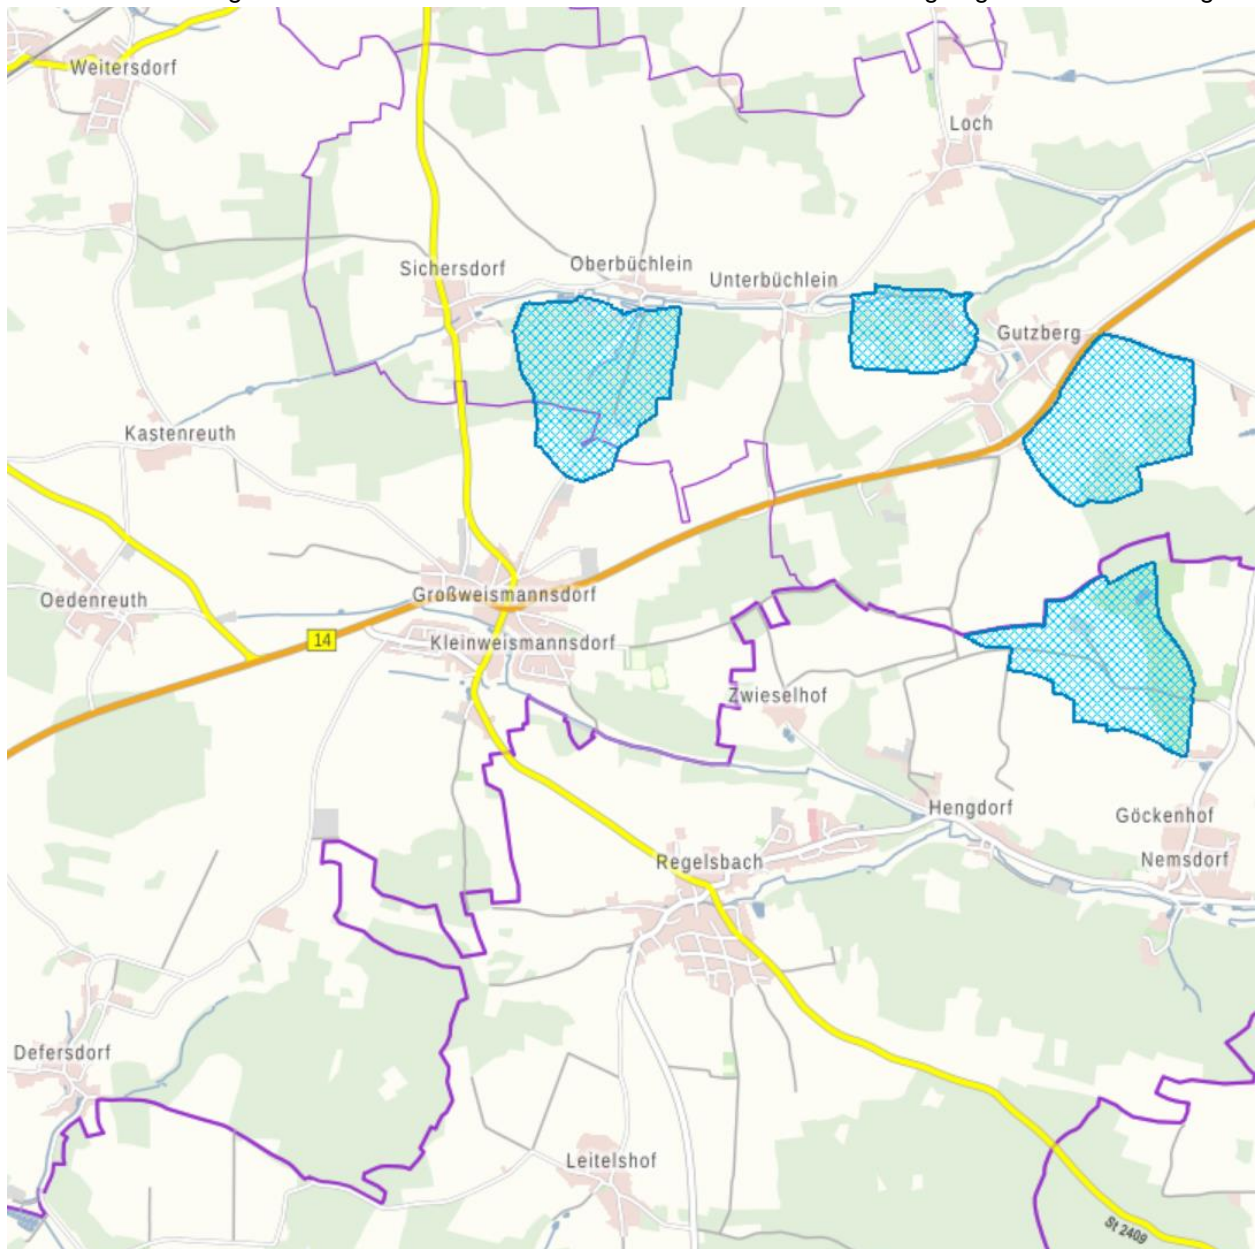 Weitersdorf
Loch
Sichersdorf
Oberbüchlein
Unterbüchlein
Gutzberg
Kastenreuth
Oedenreuth
Großweismannsdorf
14
Kleinweismannsdorf
Zwieselhof
Hengdorf
Göckenhof
Regelsbach
Nemsdorf
Defersdorf
Leitelshof
St 2409